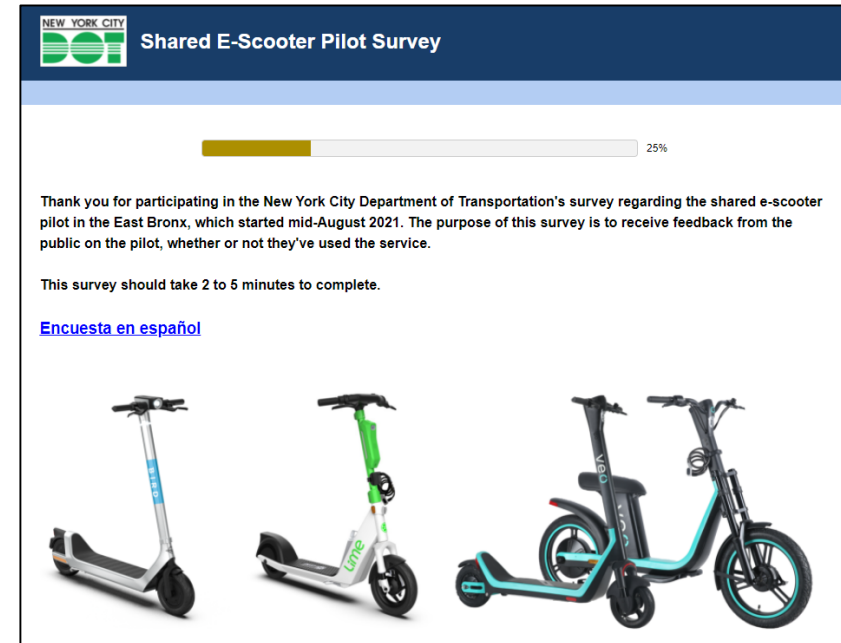 NEW YORK CITY
DOT
Shared E-Scooter Pilot Survey
25%
Thank you for participating in the New York City Department of Transportation's survey regarding the shared e-scooter
pilot in the East Bronx, which started mid-August 2021. The purpose of this survey is to receive feedback from the
public on the pilot, whether or not they've used the service.
This survey should take 2 to 5 minutes to complete.
Encuesta en español
BIRD
Lime
veo